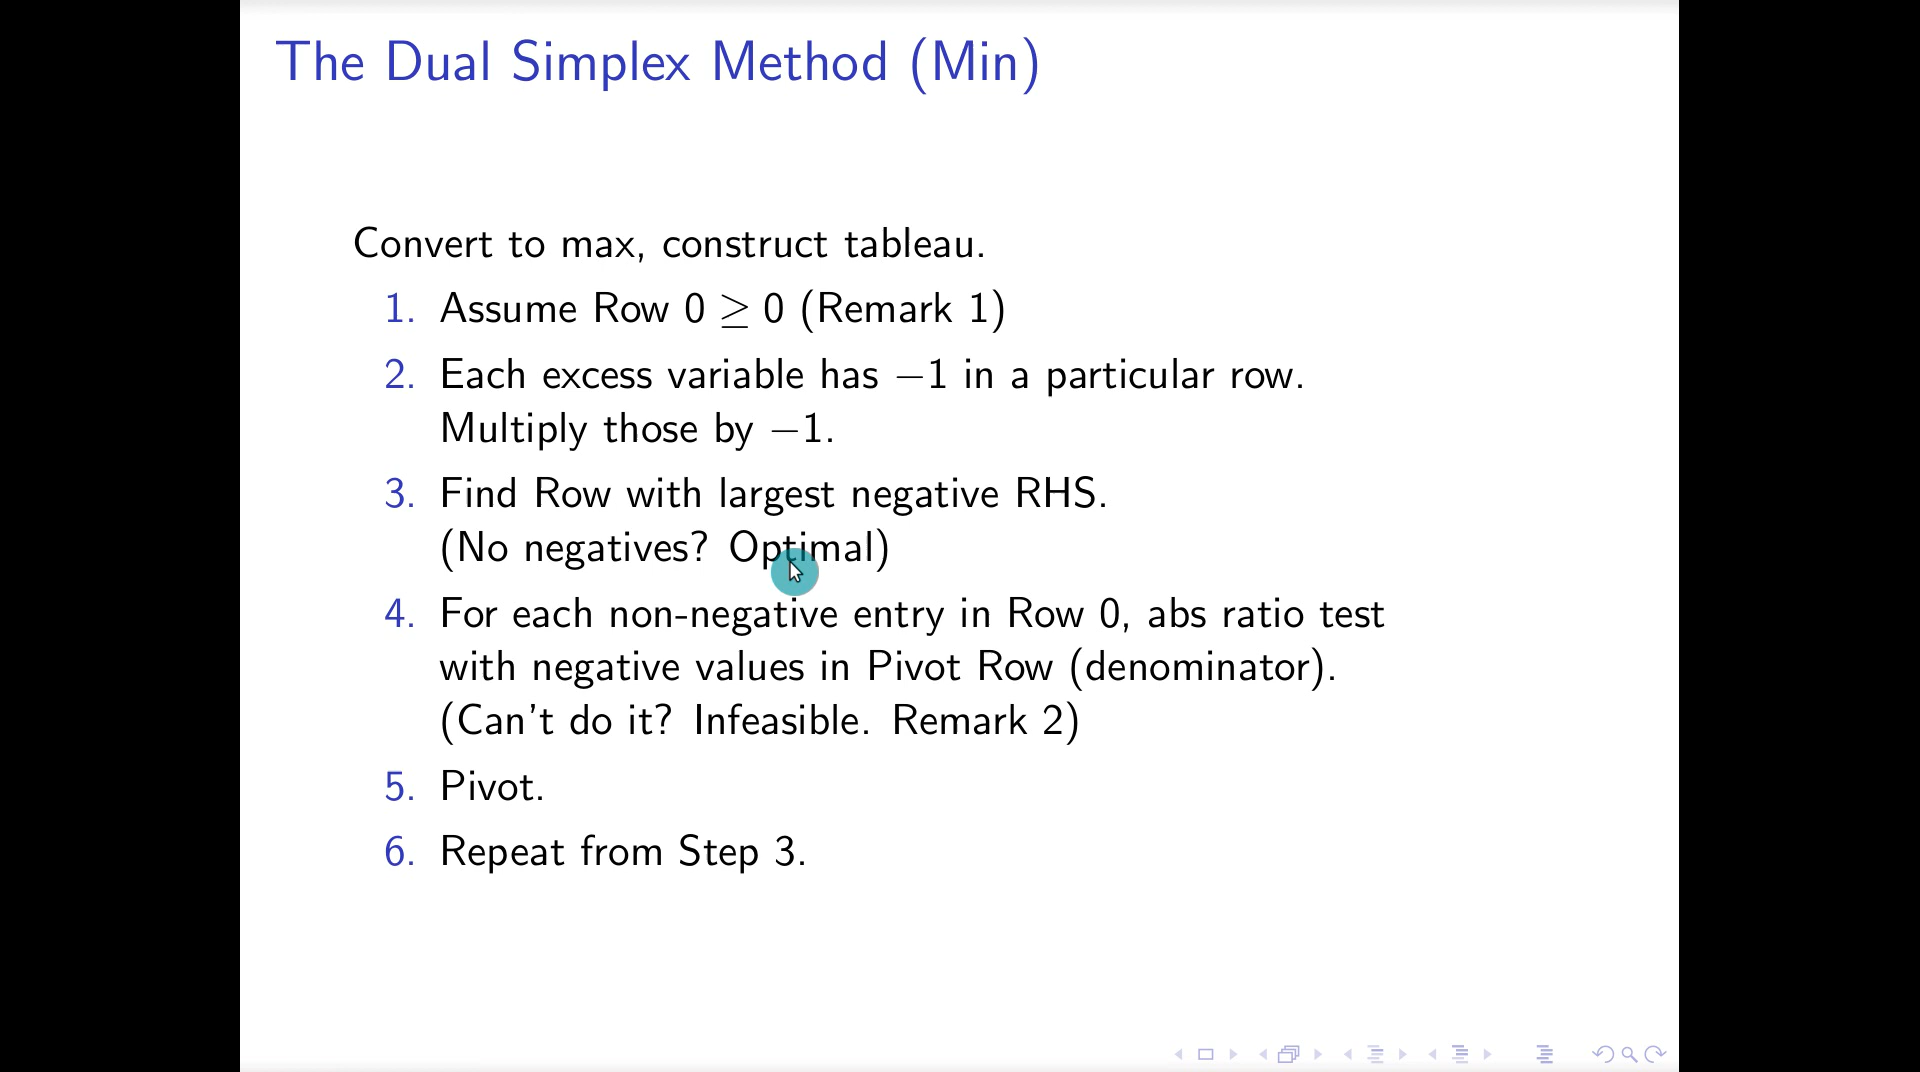 The Dual Simplex Method (Min)
Convert to max, construct tableau.
1. Assume Row 0 ≥ 0 (Remark 1)
2. Each excess variable has −1 in a particular row.
Multiply those by −1.
3. Find Row with largest negative RHS.
(No negatives? Optimal)
4. For each non-negative entry in Row 0, abs ratio test
with negative values in Pivot Row (denominator).
(Can't do it? Infeasible. Remark 2)
5. Pivot.
6. Repeat from Step 3.